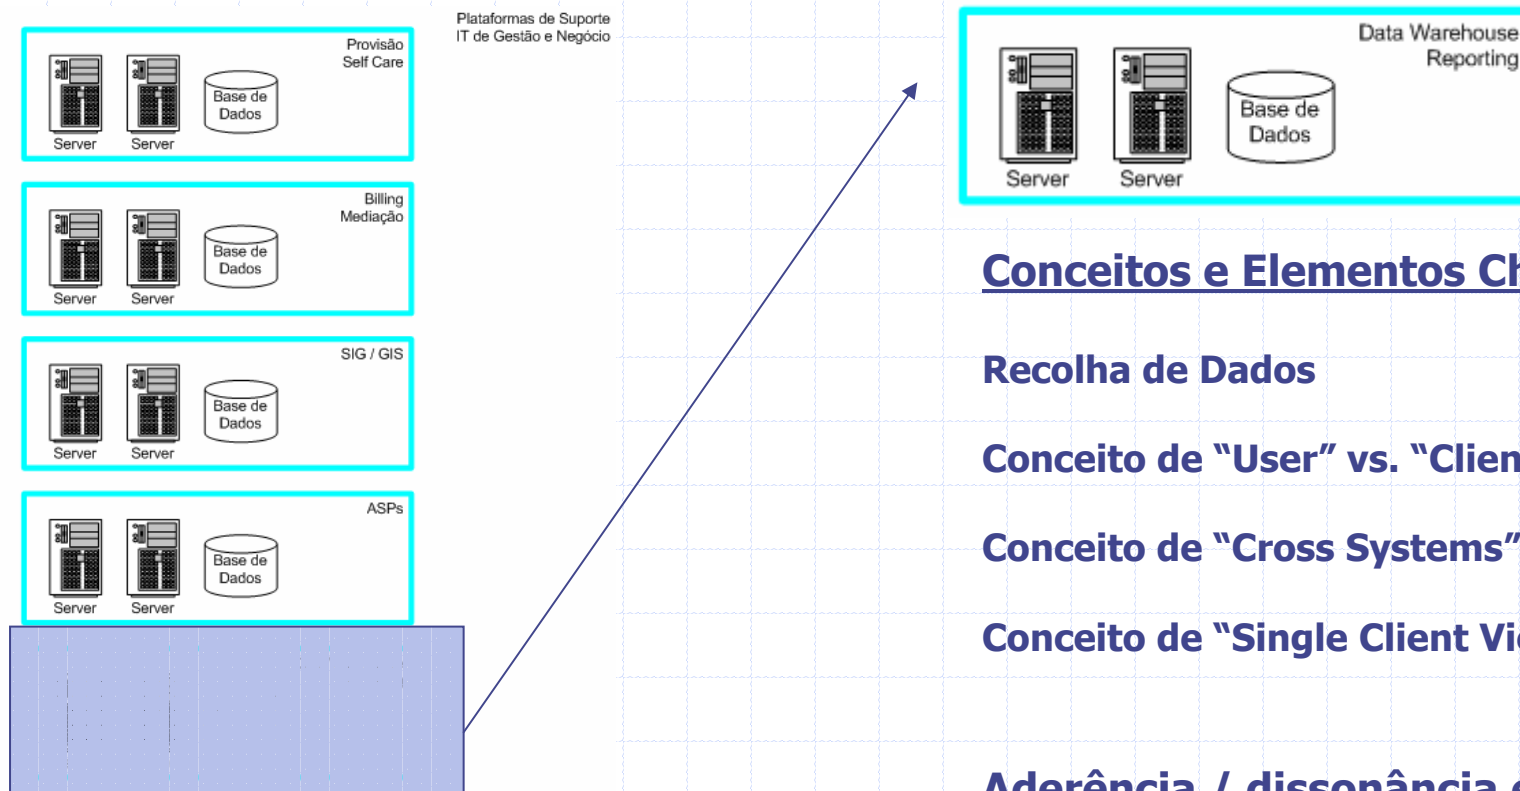 Plataformas de Suporte
IT de Gestão e Negócio
Provisão
Self Care
Base de
Dados
Server Server
Billing
Mediação
Base de
Dados
Server Server
SIG / GIS
Base de
Dados
Server Server
ASPs
Base de
Dados
Server Server
Data Warehouse
Reporting
Base de
Dados
Server Server
Conceitos e Elementos Ch
Recolha de Dados
Conceito de “User” vs. “Clien
Conceito de “Cross Systems”
Conceito de “Single Client Vi
Aderência / dissonância